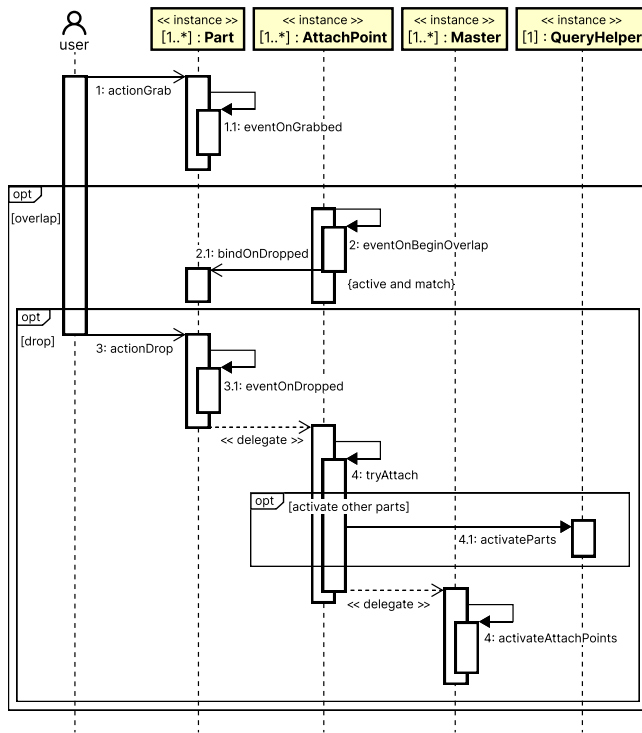 user
<< instance >>
[1..*] : Part
<< instance >>
[1..*] : AttachPoint
<< instance >>
[1..*] : Master
<< instance >>
[1] : QueryHelper
1: actionGrab
1.1: eventOnGrabbed
opt
[overlap]
2: eventOnBeginOverlap
2.1: bindOnDropped
{active and match}
opt
[drop]
3: actionDrop
3.1: eventOnDropped
<< delegate >>
4: tryAttach
opt
[activate other parts]
4.1: activateParts
<< delegate >>
4: activateAttachPoints